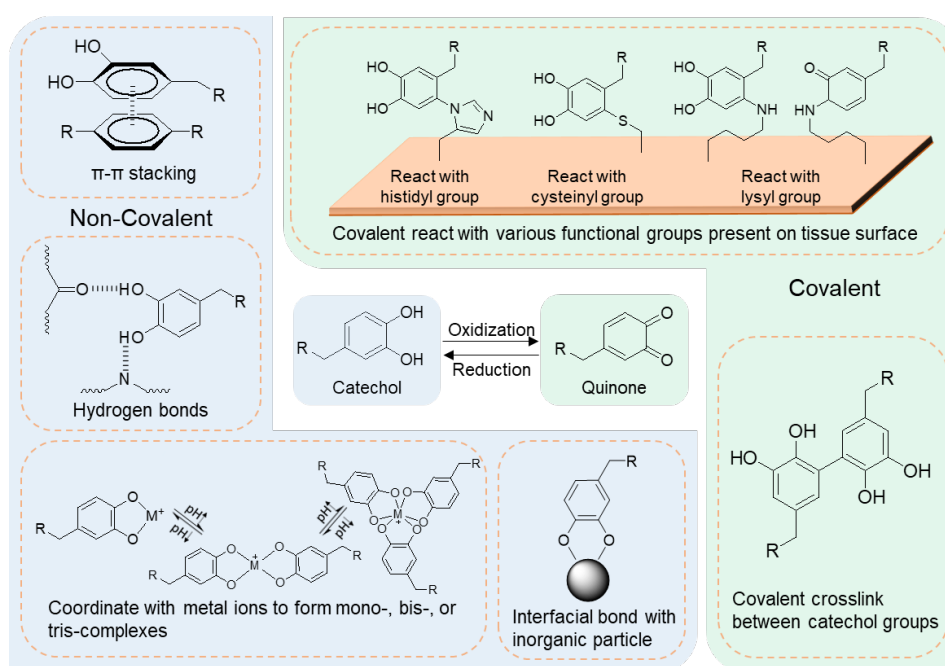 HO
HO
R
R
R
π-π stacking
Non-Covalent
O
HO
HO
R
N
Hydrogen bonds
R
HO
HO
N
N
React with
histidyl group
R
HO
HO
S
React with
cysteinyl group
R
HO
HO
NH
R
O
HN
React with
lysyl group
Covalent react with various functional groups present on tissue surface
Covalent
OH
OH
R
Catechol
Oxidization
Reduction
O
O
R
Quinone
O
O
M+
R
pH
pH
O
O
M
+
O
O
R
R
pH
pH
R
R
O
O
O
O
O
O
M
+
R
Coordinate with metal ions to form mono-, bis-, or
tris-complexes
R
O
O
Interfacial bond with
inorganic particle
R
OH
HO
OH
OH
R
Covalent crosslink
between catechol groups